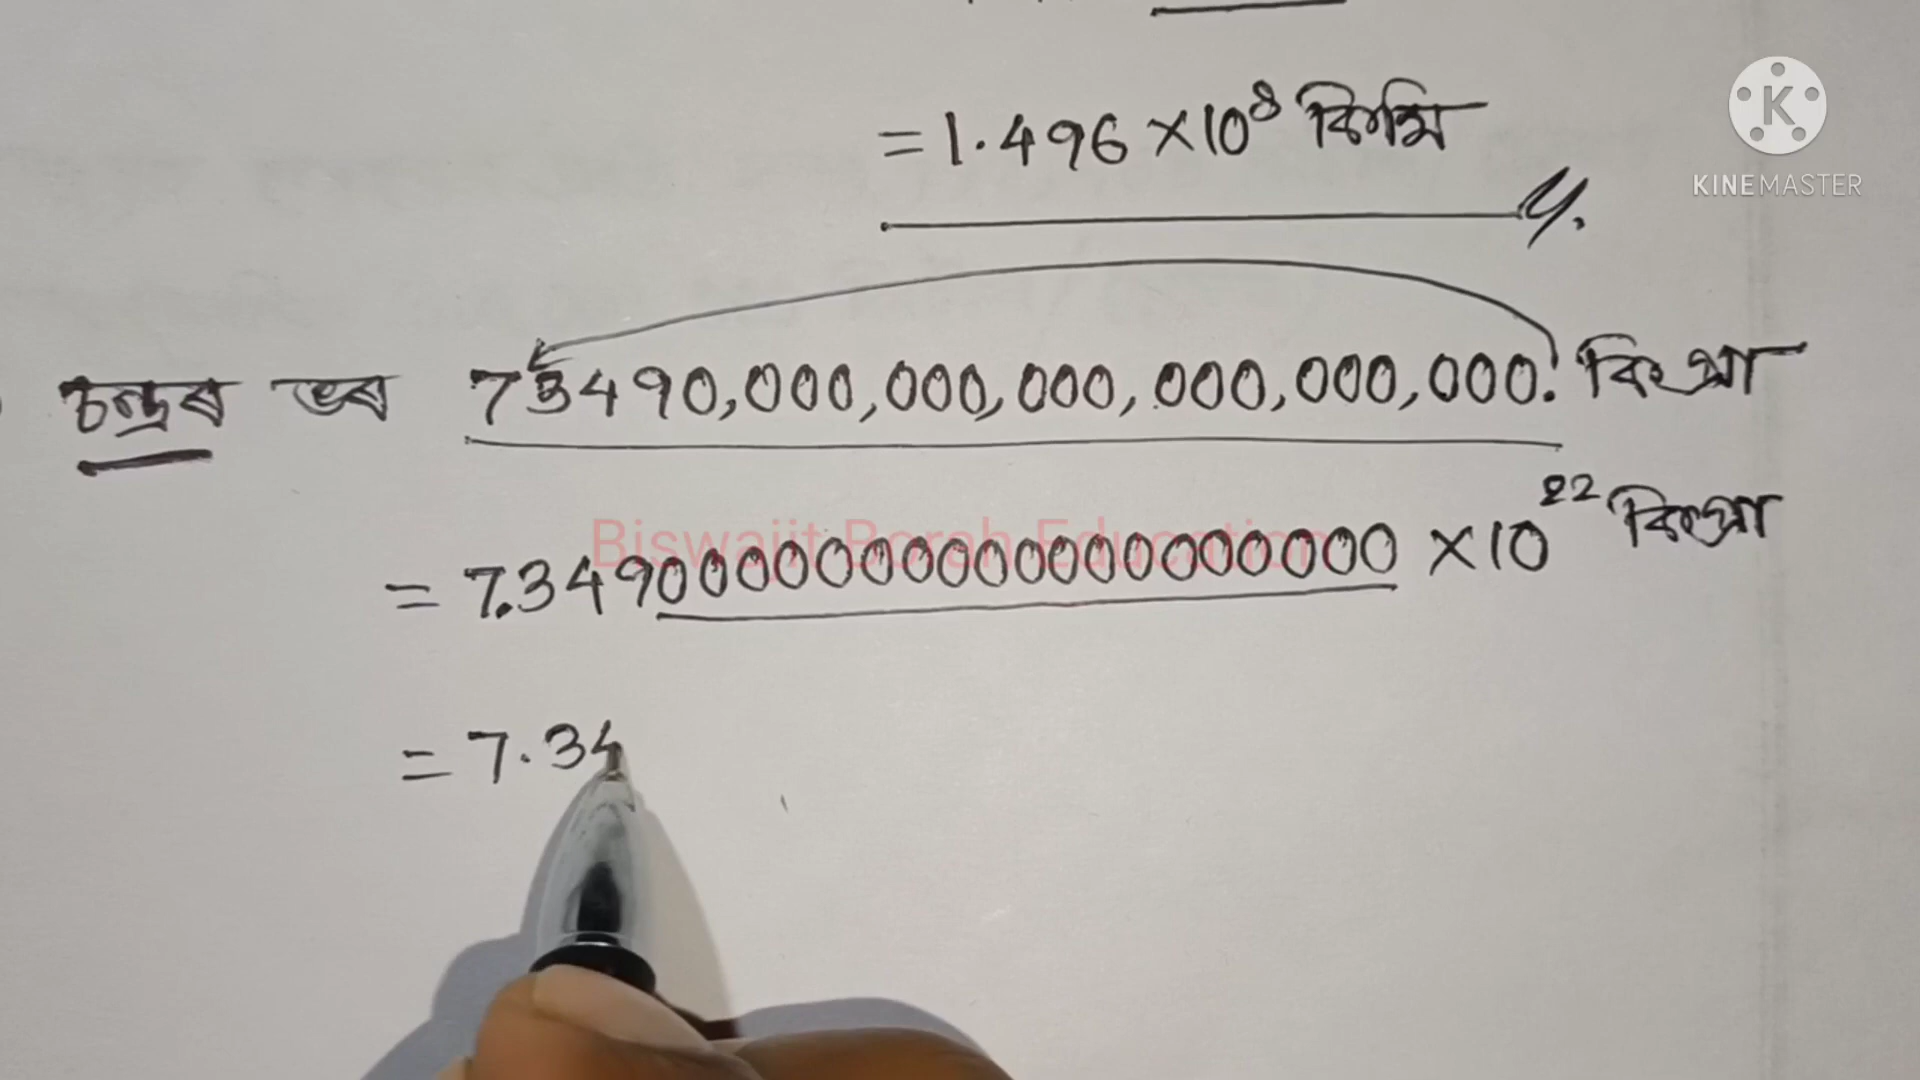 = 1.496 × 10⁸ কিঃমিঃ
KINEMASTER
চন্দ্ৰৰ ভৰ 73490,000,000,000,000,000,000. কিঃগ্ৰা
Biswajit Borah Education
= 7.34900000000000000000000 × 10²² কিঃগ্ৰা
= 7.34